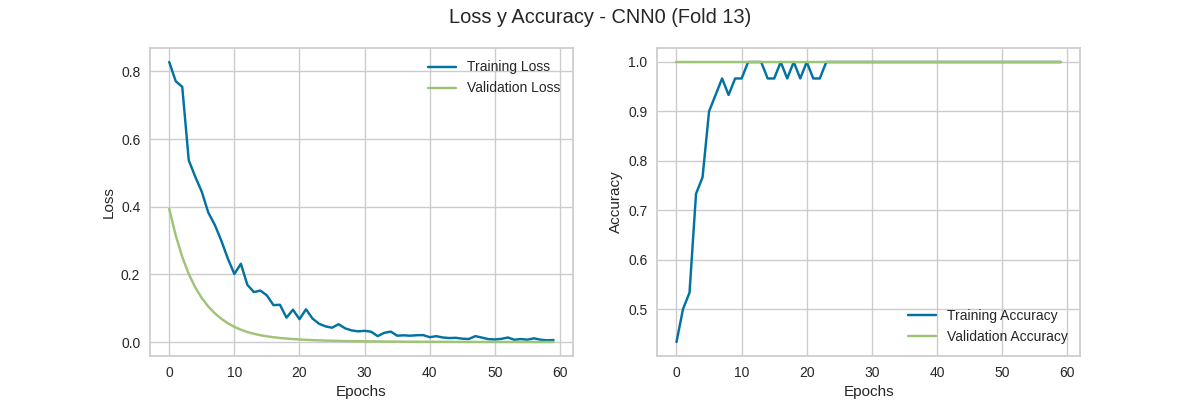 Loss y Accuracy - CNN0 (Fold 13)
Loss
0.8
0.6
0.4
0.2
0.0
0
10
20
30
40
50
60
Epochs
Training Loss
Validation Loss
Accuracy
1.0
0.9
0.8
0.7
0.6
0.5
0
10
20
30
40
50
60
Epochs
Training Accuracy
Validation Accuracy